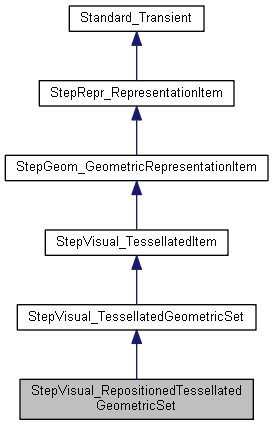 Standard_Transient
StepRepr_RepresentationItem
StepGeom_GeometricRepresentationItem
StepVisual_TessellatedItem
StepVisual_TessellatedGeometricSet
StepVisual_RepositionedTessellated
GeometricSet